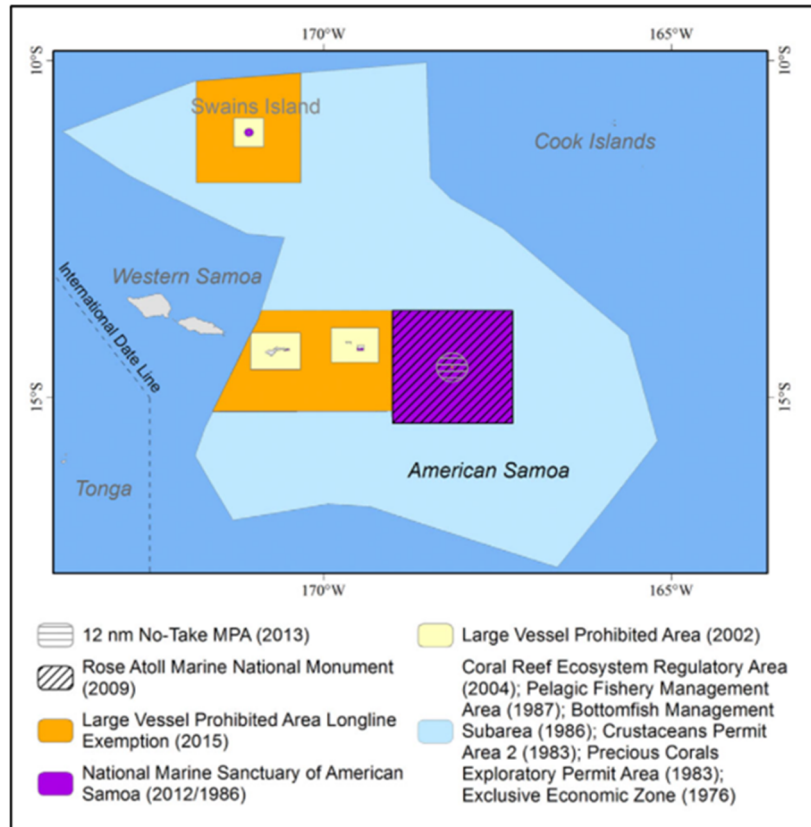 170°W 165°W
10°S 10°S
Swains Island
Cook Islands
Western Samoa
International Date Line
15°S 15°S
American Samoa
Tonga
170°W 165°W
12 nm No-Take MPA (2013)
Rose Atoll Marine National Monument
(2009)
Large Vessel Prohibited Area Longline
Exemption (2015)
National Marine Sanctuary of American
Samoa (2012/1986)
Large Vessel Prohibited Area (2002)
Coral Reef Ecosystem Regulatory Area
(2004); Pelagic Fishery Management
Area (1987); Bottomfish Management
Subarea (1986); Crustaceans Permit
Area 2 (1983); Precious Corals
Exploratory Permit Area (1983);
Exclusive Economic Zone (1976)